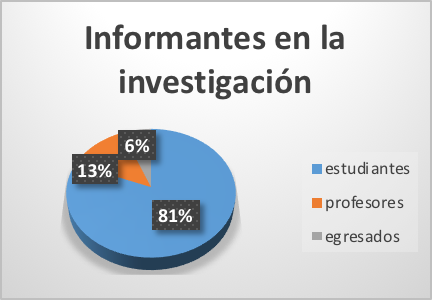 Informantes en la
investigación
6%
13%
81%
estudiantes
profesores
egresados